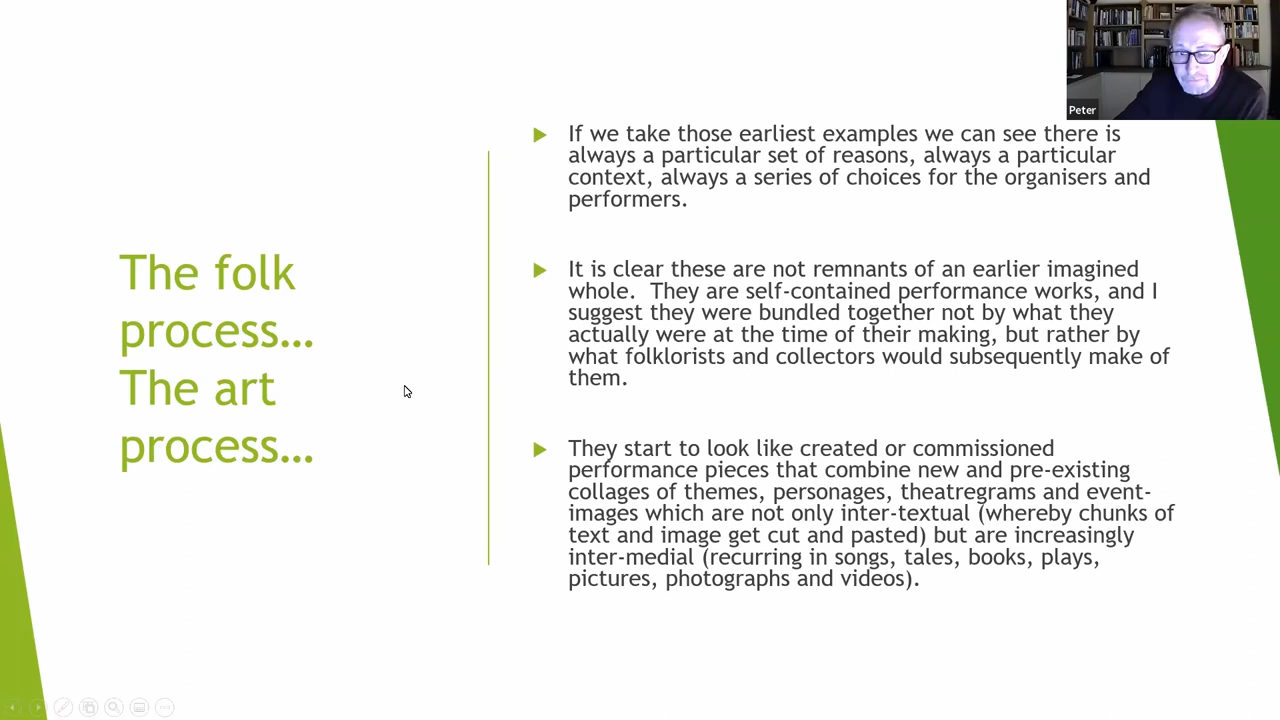 Peter
The folk
process...
The art
process...
If we take those earliest examples we can see there is
always a particular set of reasons, always a particular
context, always a series of choices for the organisers and
performers.
It is clear these are not remnants of an earlier imagined
whole.  They are self-contained performance works, and I
suggest they were bundled together not by what they
actually were at the time of their making, but rather by
what folklorists and collectors would subsequently make of
them.
They start to look like created or commissioned
performance pieces that combine new and pre-existing
collages of themes, personages, theatregrams and event-
images which are not only inter-textual (whereby chunks of
text and image get cut and pasted) but are increasingly
inter-medial (recurring in songs, tales, books, plays,
pictures, photographs and videos).